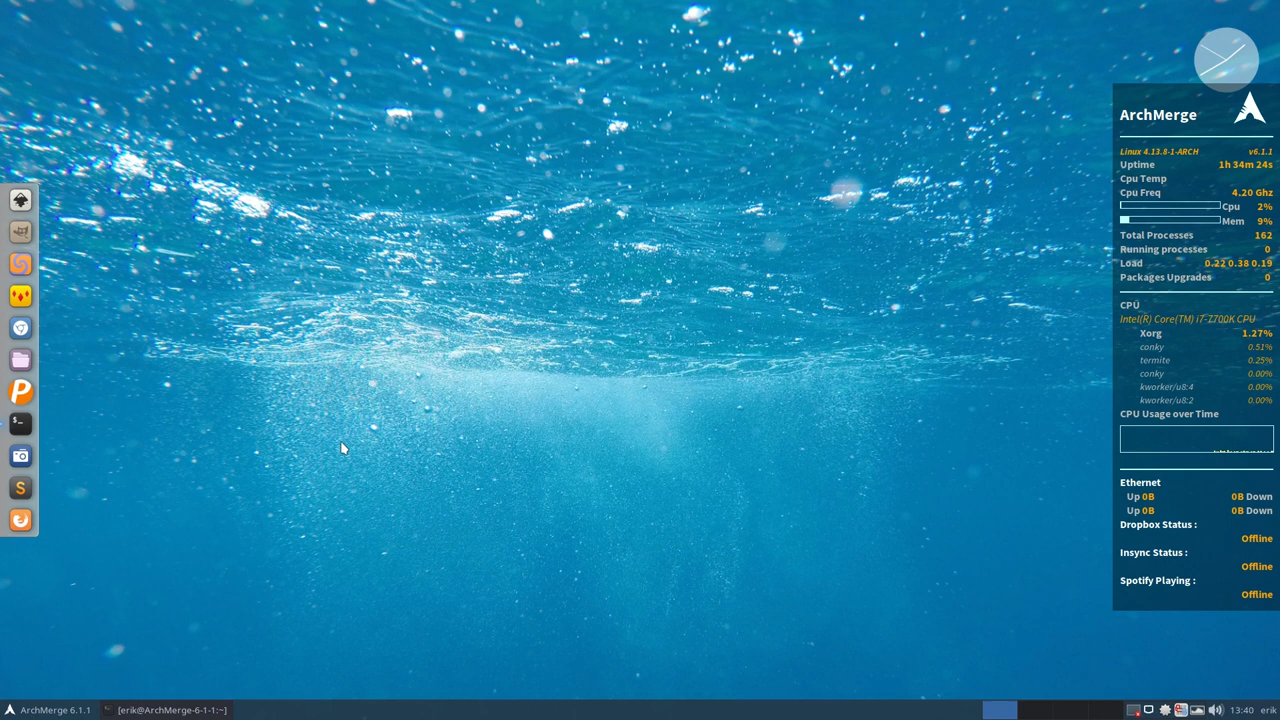 ArchMerge
Linux 4.13.8-1-ARCH v6.1.1
Uptime 1h 34m 24s
Cpu Temp
Cpu Freq 4.20 Ghz
Cpu 2%
Mem 9%
Total Processes 162
Running processes 0
Load 0.22 0.38 0.19
Packages Upgrades 0
CPU
Intel(R) Core(TM) i7-7700K CPU
Xorg 1.27%
conky 0.51%
termite 0.25%
conky 0.00%
kworker/u8:4 0.00%
kworker/u8:2 0.00%
CPU Usage over Time
Ethernet
Up 0B 0B Down
Up 0B 0B Down
Dropbox Status :
Offline
Insync Status :
Offline
Spotify Playing :
Offline
P
$_
S
ArchMerge 6.1.1 [erik@ArchMerge-6-1-1:~] 13:40 erik